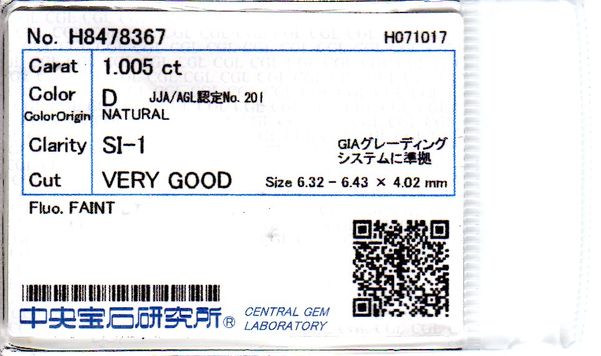 No. H8478367 H071017
Carat 1.005 ct
Color D JJA/AGL認定No. 20f
ColorOrigin NATURAL
Clarity SI-1 GIAグレーディング
システムに準拠
Cut VERY GOOD Size 6.32 - 6.43 × 4.02 mm
Fluo. FAINT
中央宝石研究所® CENTRAL GEM
LABORATORY